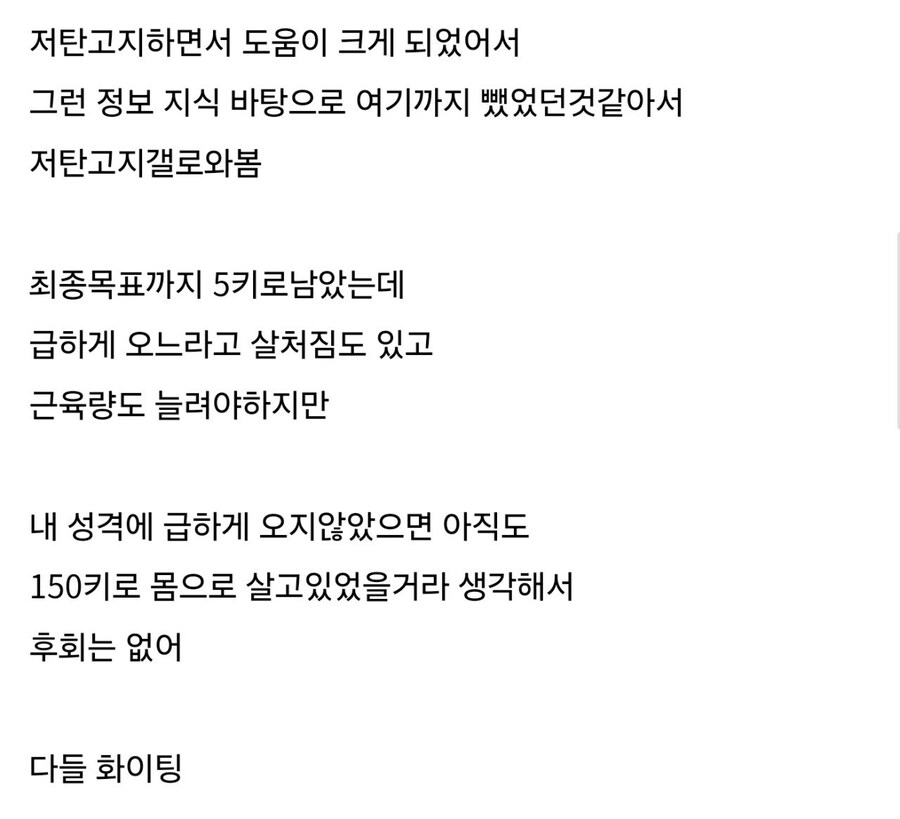 저탄고지하면서 도움이 크게 되었어서
그런 정보 지식 바탕으로 여기까지 뺐었던것같아서
저탄고지갤로와봄
최종목표까지 5키로남았는데
급하게 오느라고 살처짐도 있고
근육량도 늘려야하지만
내 성격에 급하게 오지않았으면 아직도
150키로 몸으로 살고있었을거라 생각해서
후회는 없어
다들 화이팅